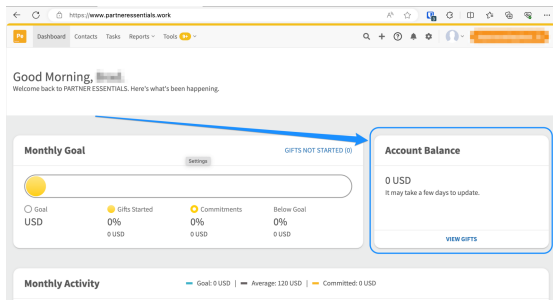 https://www.partneressentials.work
Ps Dashboard Contacts Tasks Reports Tools
Good Morning,
Welcome back to PARTNER ESSENTIALS. Here's what's been happening.
Monthly Goal
GIFTS NOT STARTED (0)
Settings
Goal Gifts Started Commitments Below Goal
USD 0% 0% 0%
0 USD 0 USD 0 USD
Account Balance
0 USD
It may take a few days to update.
VIEW GIFTS
Monthly Activity
Goal: 0 USD | Average: 120 USD | Committed: 0 USD